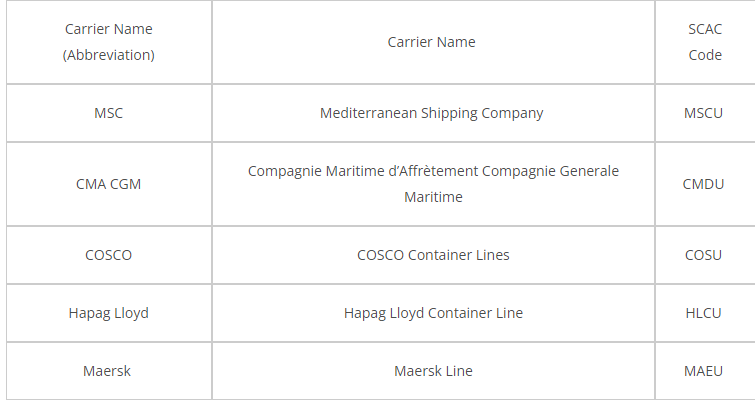 Carrier Name
(Abbreviation)
Carrier Name
SCAC
Code
MSC
Mediterranean Shipping Company
MSCU
CMA CGM
Compagnie Maritime d’Affrètement Compagnie Generale
Maritime
CMDU
COSCO
COSCO Container Lines
COSU
Hapag Lloyd
Hapag Lloyd Container Line
HLCU
Maersk
Maersk Line
MAEU